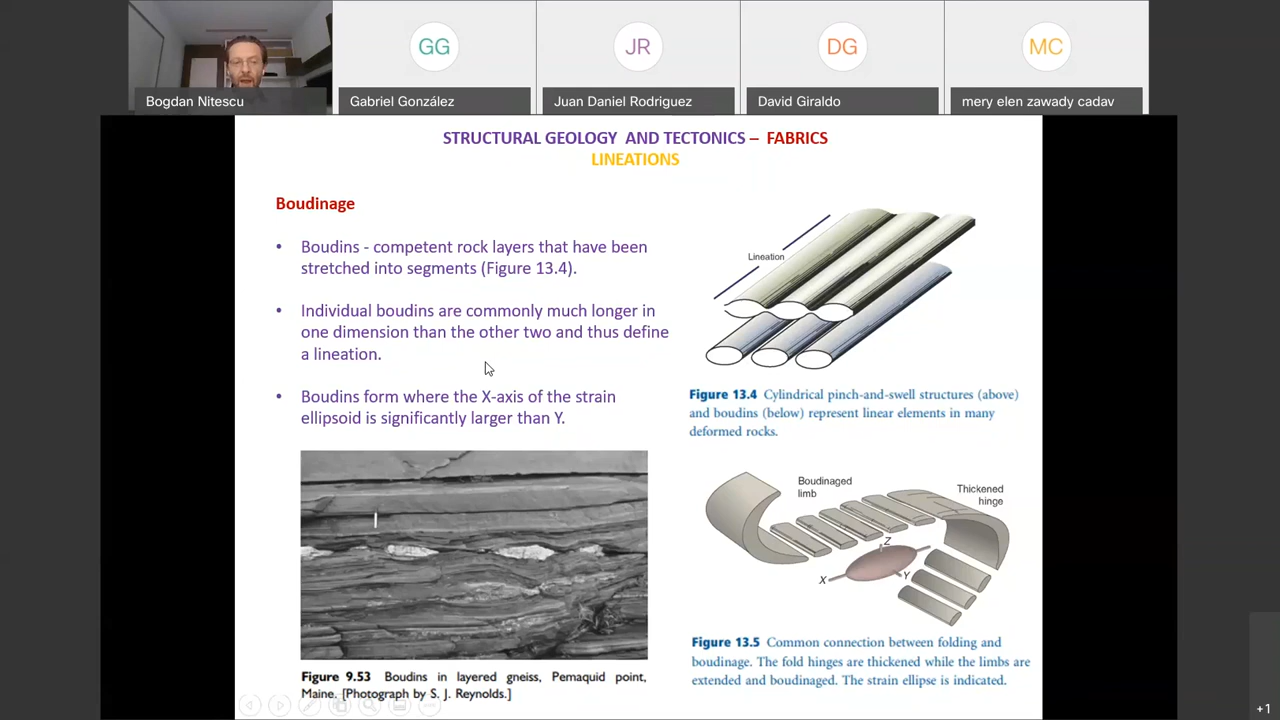 GG
JR
DG
MC
Bogdan Nitescu
Gabriel González
Juan Daniel Rodriguez
David Giraldo
mery elen zawady cadav
STRUCTURAL GEOLOGY AND TECTONICS – FABRICS
LINEATIONS
Boudinage
• Boudins - competent rock layers that have been
stretched into segments (Figure 13.4).
• Individual boudins are commonly much longer in
one dimension than the other two and thus define
a lineation.
• Boudins form where the X-axis of the strain
ellipsoid is significantly larger than Y.
Figure 9.53 Boudins in layered gneiss, Pemaquid point,
Maine. [Photograph by S. J. Reynolds.]
Lineation
Figure 13.4 Cylindrical pinch-and-swell structures (above)
and boudins (below) represent linear elements in many
deformed rocks.
Boudinaged
limb
Thickened
hinge
Z
X
Y
Figure 13.5 Common connection between folding and
boudinage. The fold hinges are thickened while the limbs are
extended and boudinaged. The strain ellipse is indicated.
+1